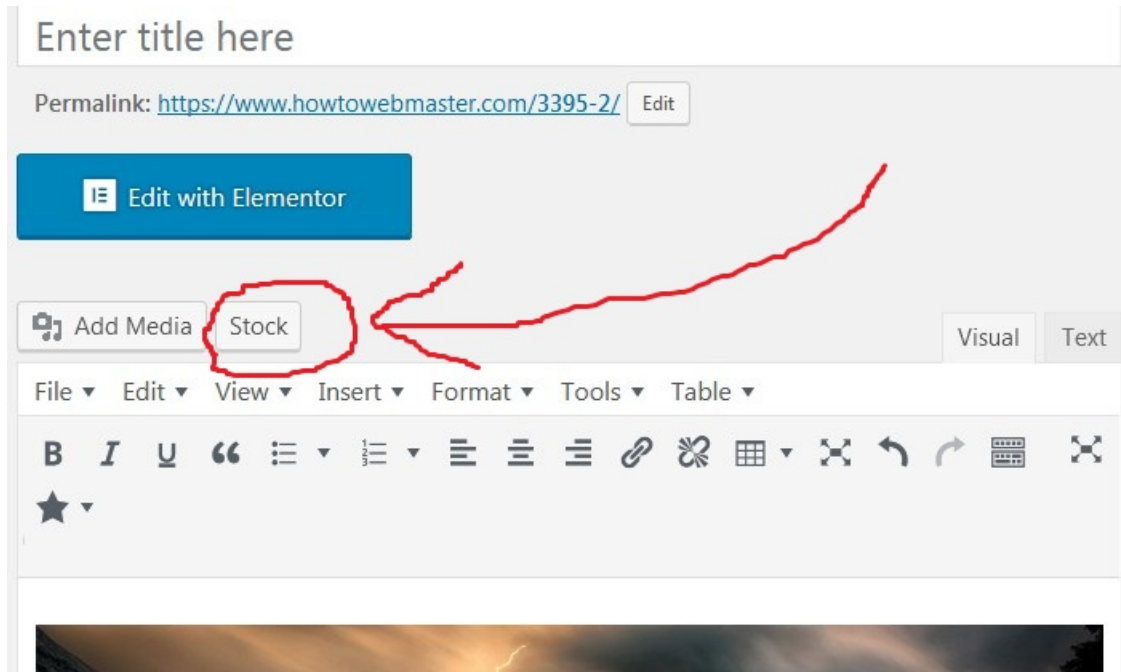 Enter title here
Permalink: https://www.howtowebmaster.com/3395-2/ Edit
Edit with Elementor
Add Media Stock Visual Text
File Edit View Insert Format Tools Table
B I U